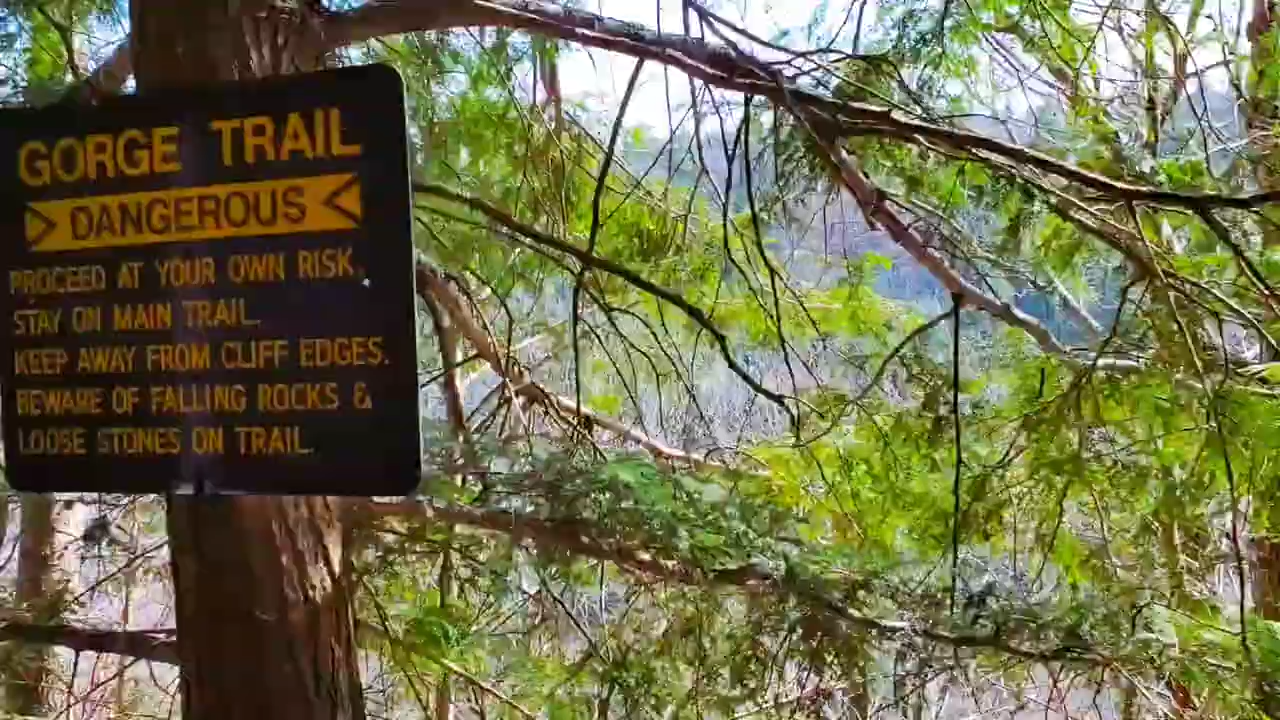 GORGE TRAIL
> DANGEROUS <
PROCEED AT YOUR OWN RISK.
STAY ON MAIN TRAIL.
KEEP AWAY FROM CLIFF EDGES.
BEWARE OF FALLING ROCKS &
LOOSE STONES ON TRAIL.